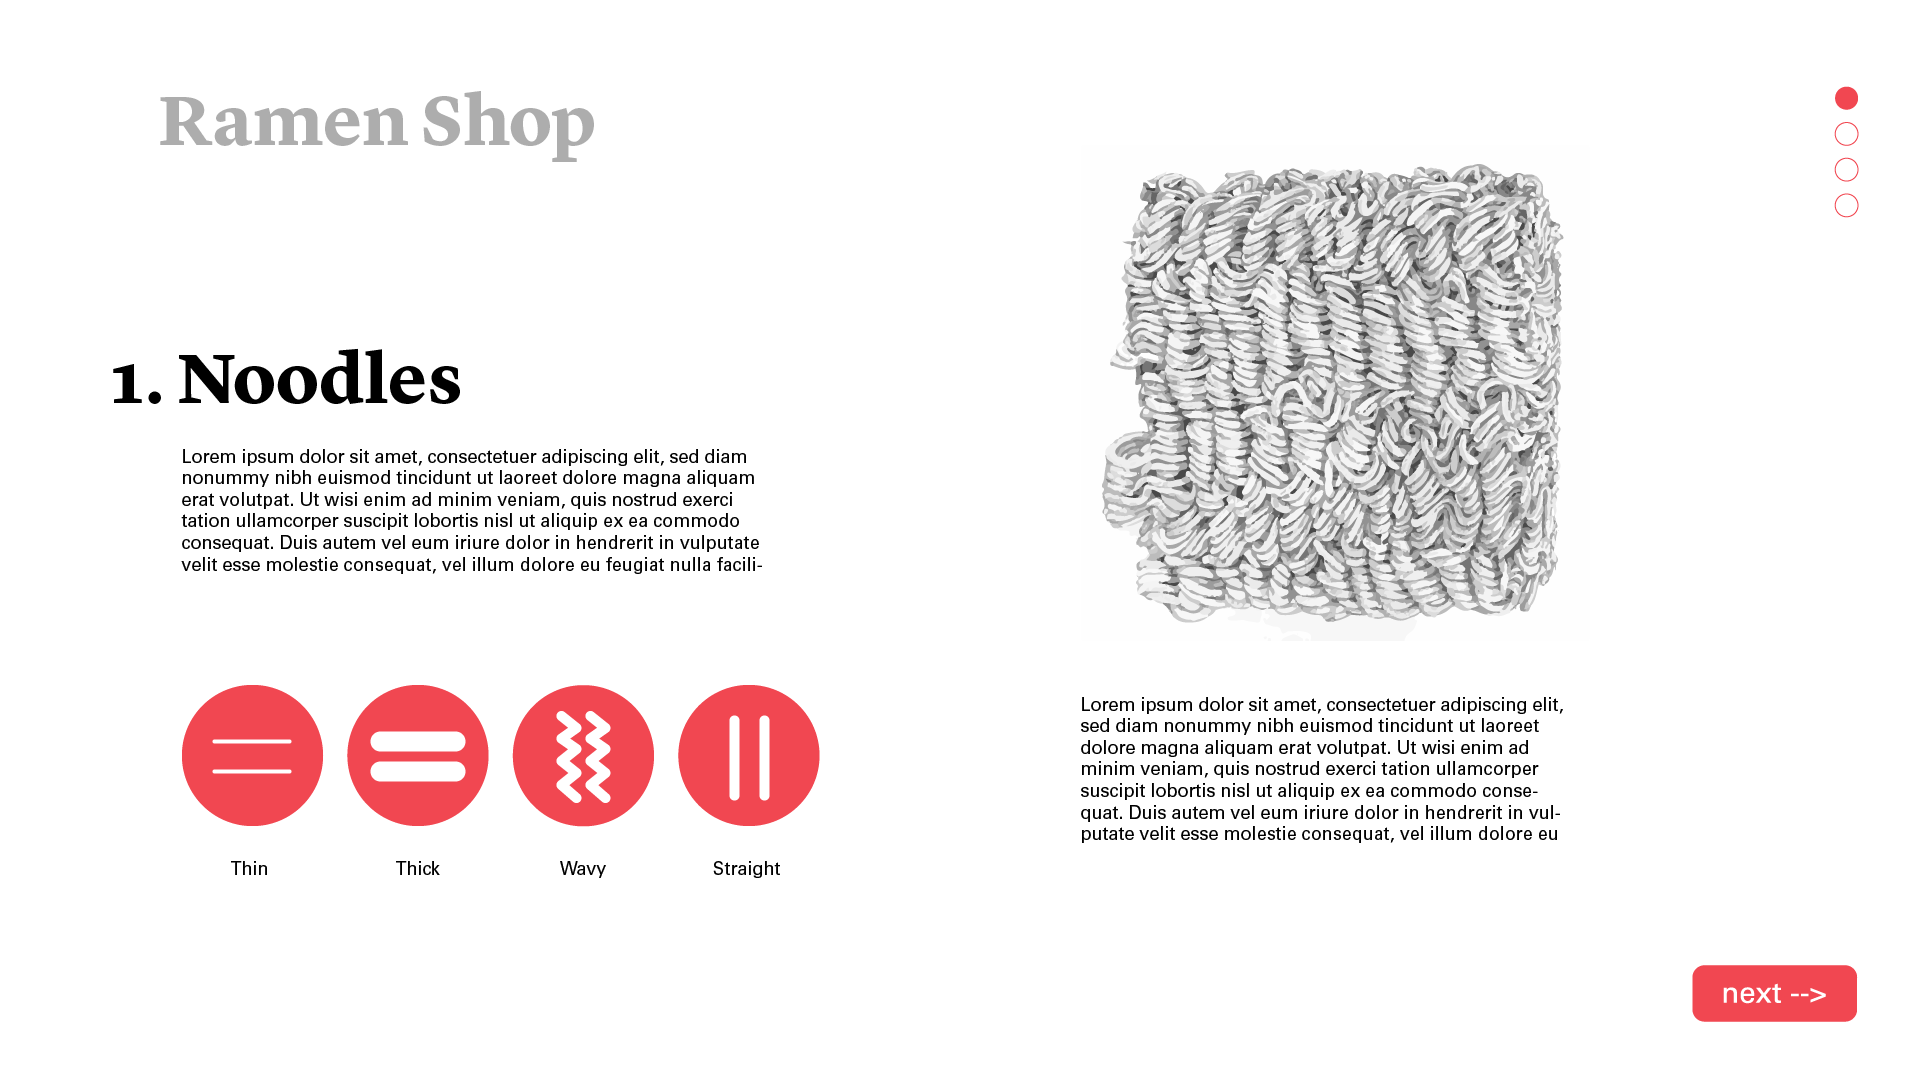 Ramen Shop
1. Noodles
Lorem ipsum dolor sit amet, consectetuer adipiscing elit, sed diam
nonummy nibh euismod tincidunt ut laoreet dolore magna aliquam
erat volutpat. Ut wisi enim ad minim veniam, quis nostrud exerci
tation ullamcorper suscipit lobortis nisl ut aliquip ex ea commodo
consequat. Duis autem vel eum iriure dolor in hendrerit in vulputate
velit esse molestie consequat, vel illum dolore eu feugiat nulla facili-
Thin
Thick
Wavy
Straight
Lorem ipsum dolor sit amet, consectetuer adipiscing elit,
sed diam nonummy nibh euismod tincidunt ut laoreet
dolore magna aliquam erat volutpat. Ut wisi enim ad
minim veniam, quis nostrud exerci tation ullamcorper
suscipit lobortis nisl ut aliquip ex ea commodo conse-
quat. Duis autem vel eum iriure dolor in hendrerit in vul-
putate velit esse molestie consequat, vel illum dolore eu
next -->